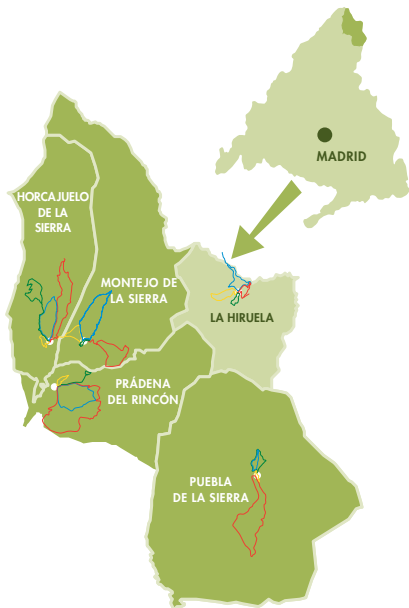 MADRID
HORCAJUELO
DE LA
SIERRA
MONTEJO DE
LA SIERRA
LA HIRUELA
PRÁDENA
DEL RINCÓN
PUEBLA
DE LA SIERRA